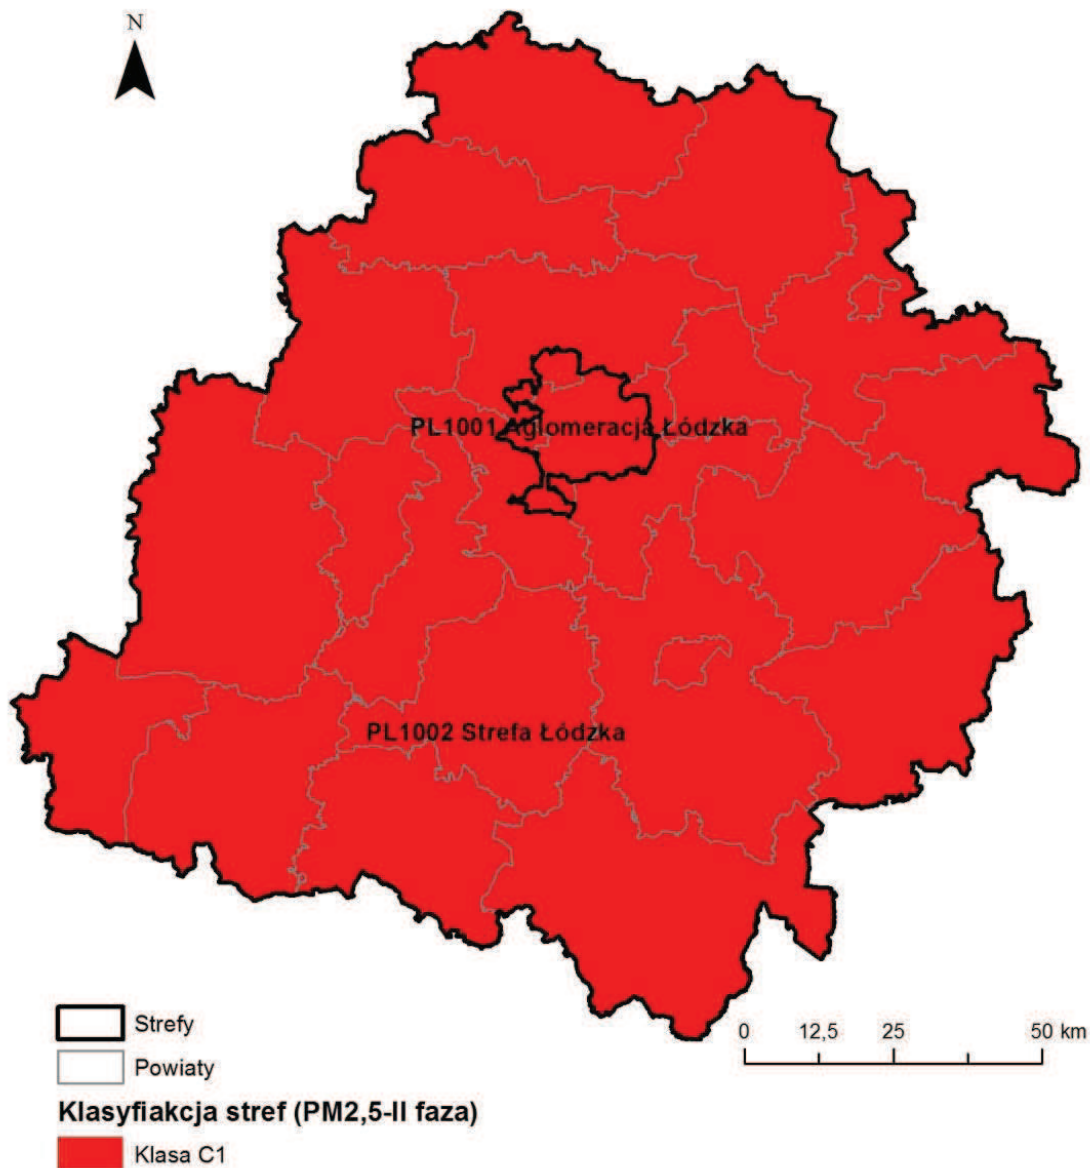 N
PL1001 Aglomeracja Łódzka
PL1002 Strefa Łódzka
Strefy
Powiaty
Klasyfiakcja stref (PM2,5-II faza)
Klasa C1
0 12,5 25 50 km